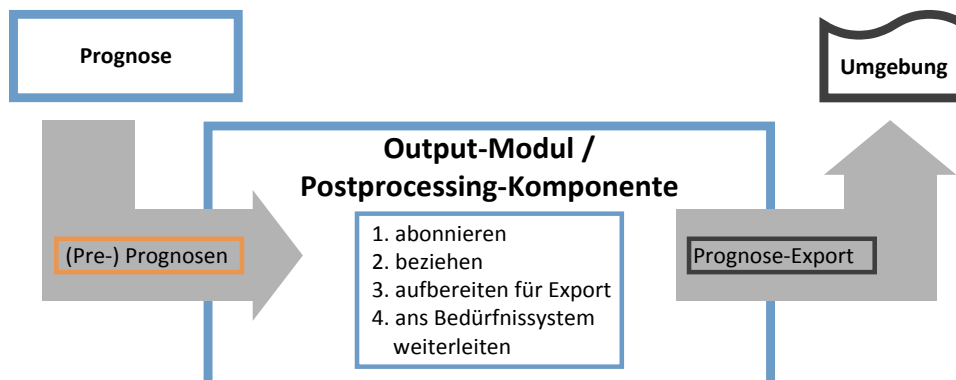 Prognose
Umgebung
Output-Modul /
Postprocessing-Komponente
(Pre-) Prognosen
1. abonnieren
2. beziehen
3. aufbereiten für Export
4. ans Bedürfnissystem
weiterleiten
Prognose-Export